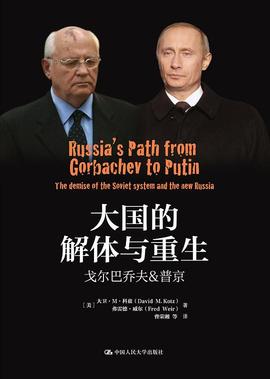 Russia's Path from
Gorbachev to Putin
The demise of the Soviet system and the new Russia
大国的
解体与重生
戈尔巴乔夫&普京
[美] 大卫·M·科兹（David M. Kotz）
弗雷德·威尔（Fred Weir） 著
曹荣湘 等 译
中国人民大学出版社